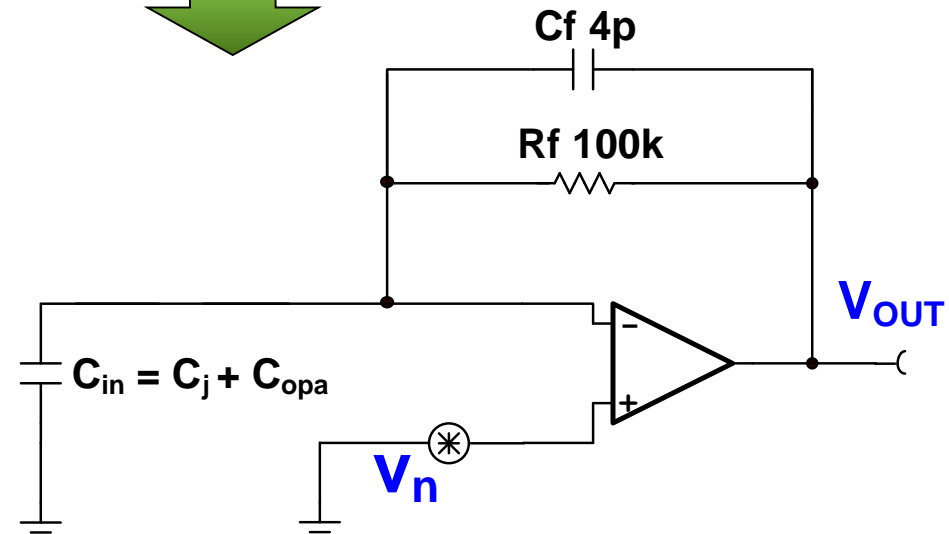 Cf 4p
Rf 100k
VOUT
Cin = Cj + Copa
Vn